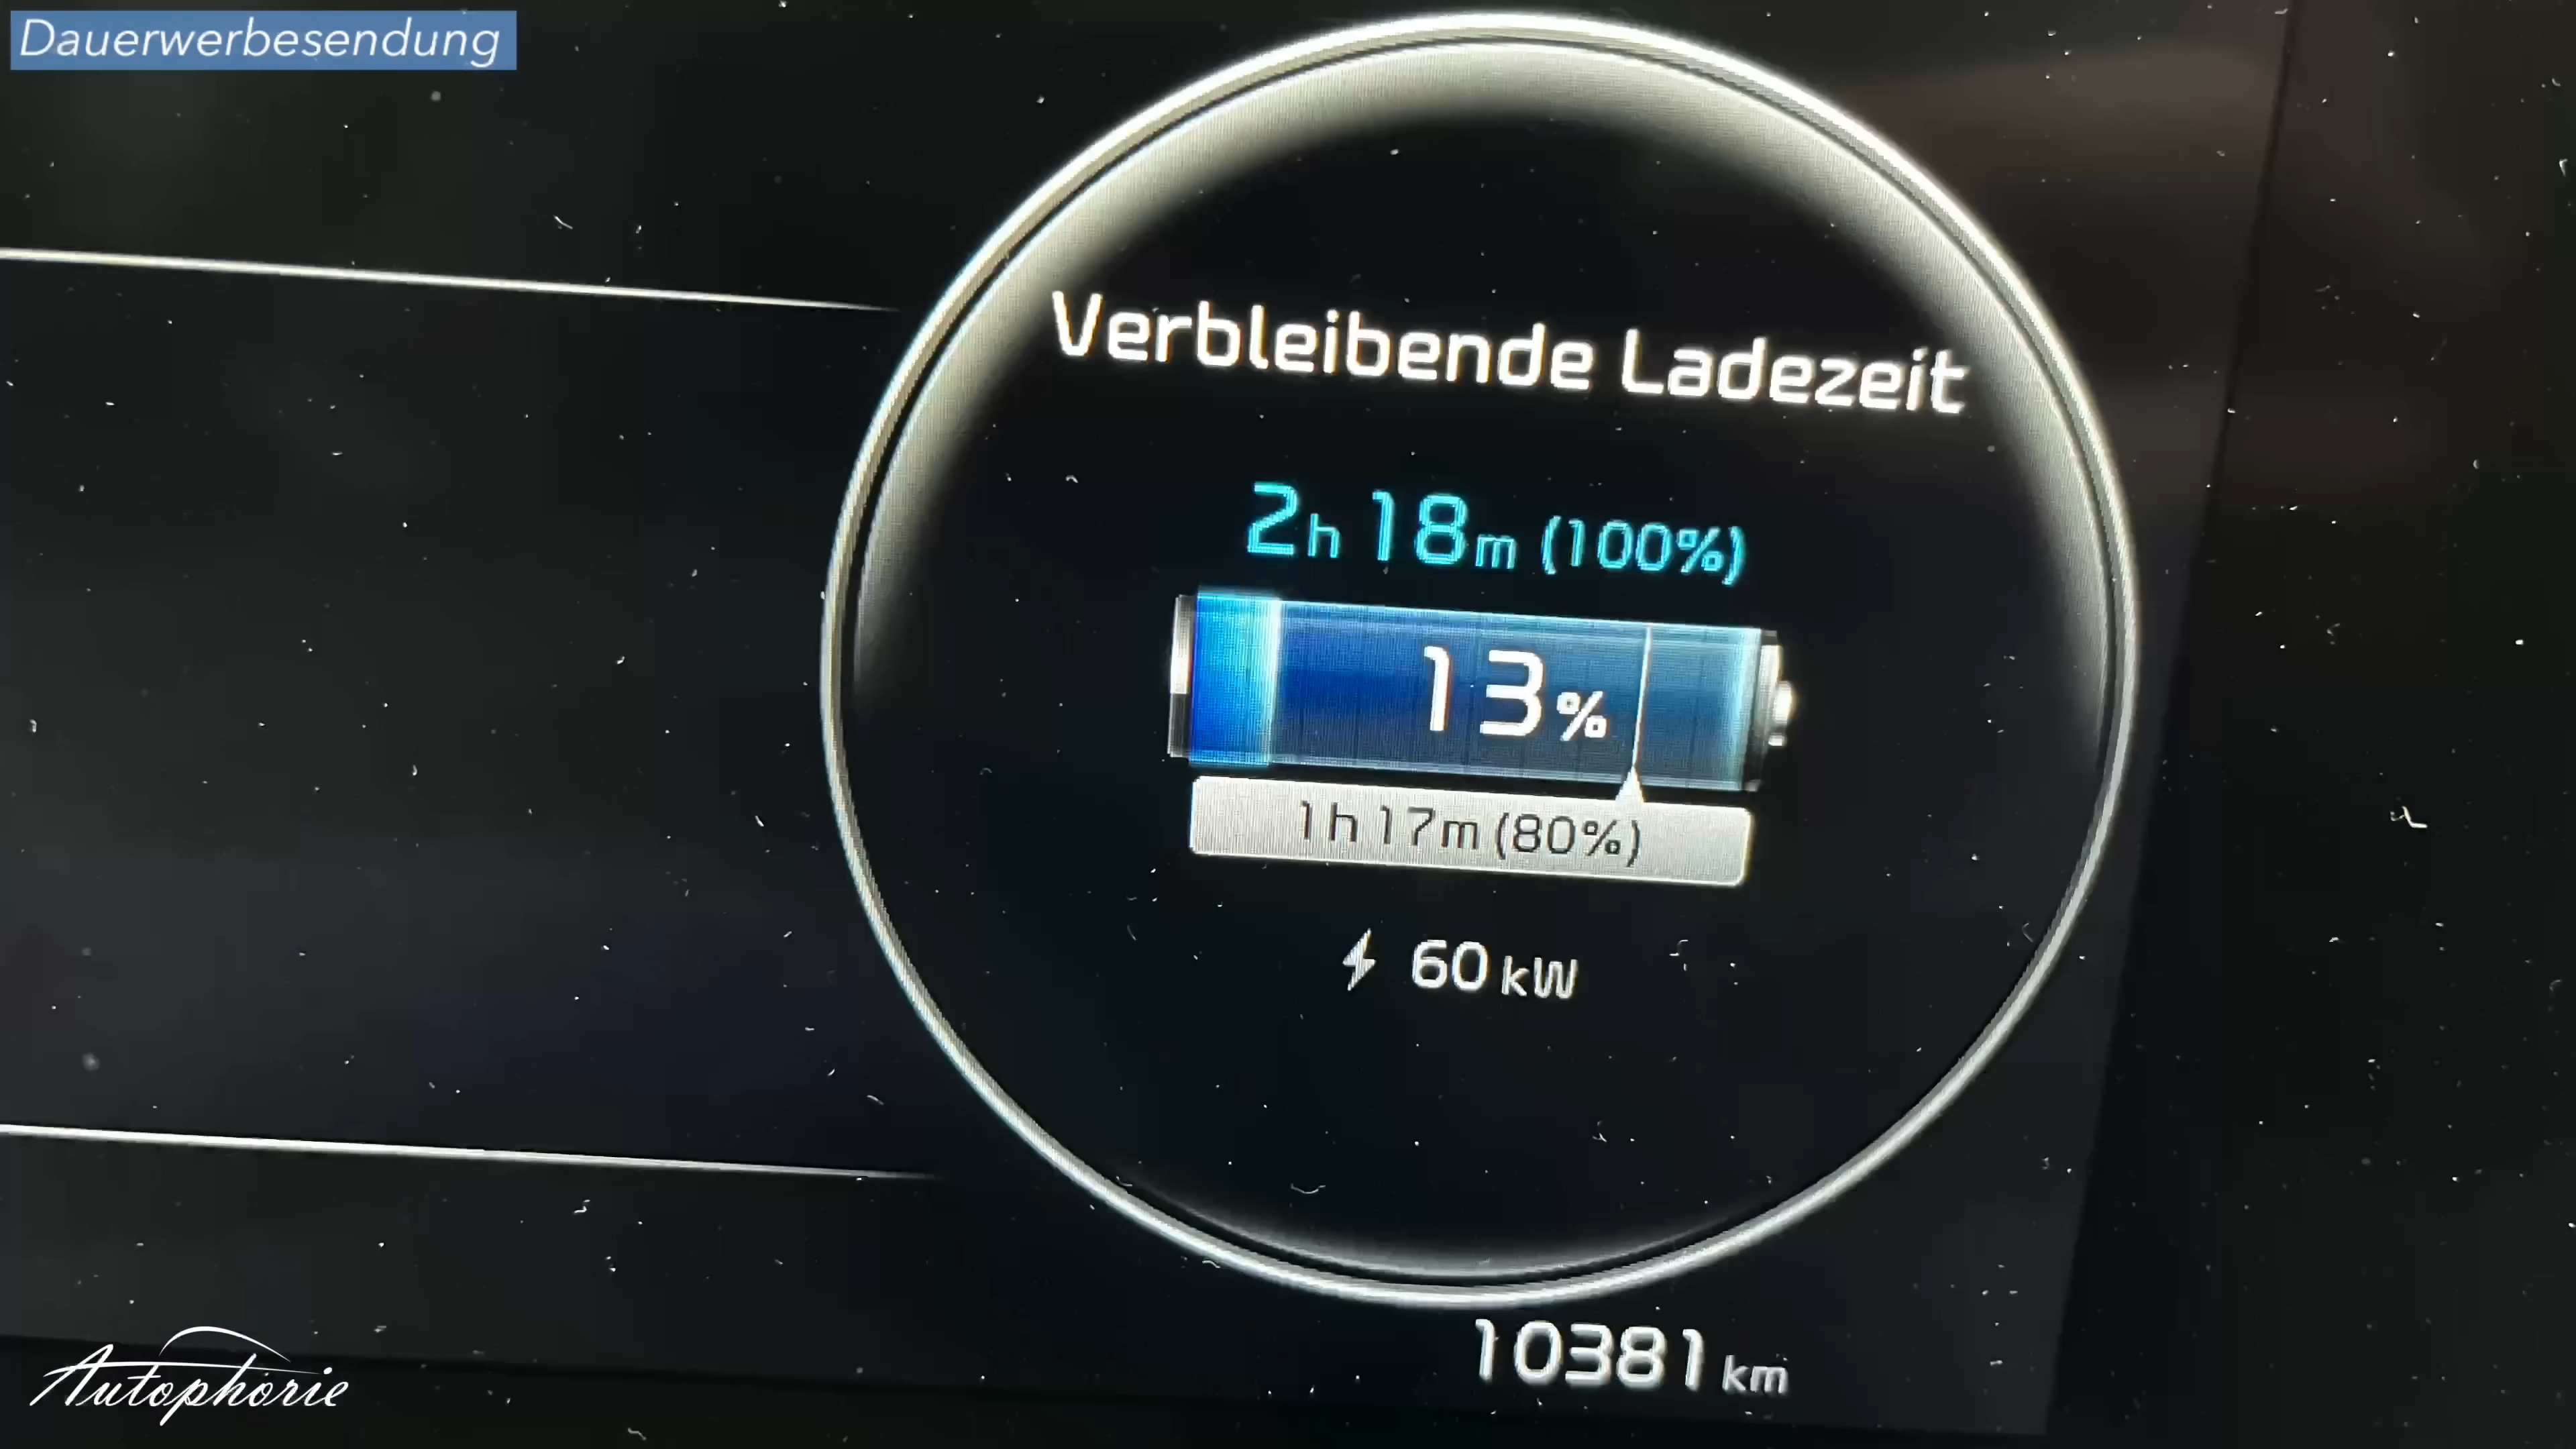 Dauerwerbesendung
Verbleibende Ladezeit
2h 18m (100%)
13%
1h 17m (80%)
60 kW
10381 km
Autophorie